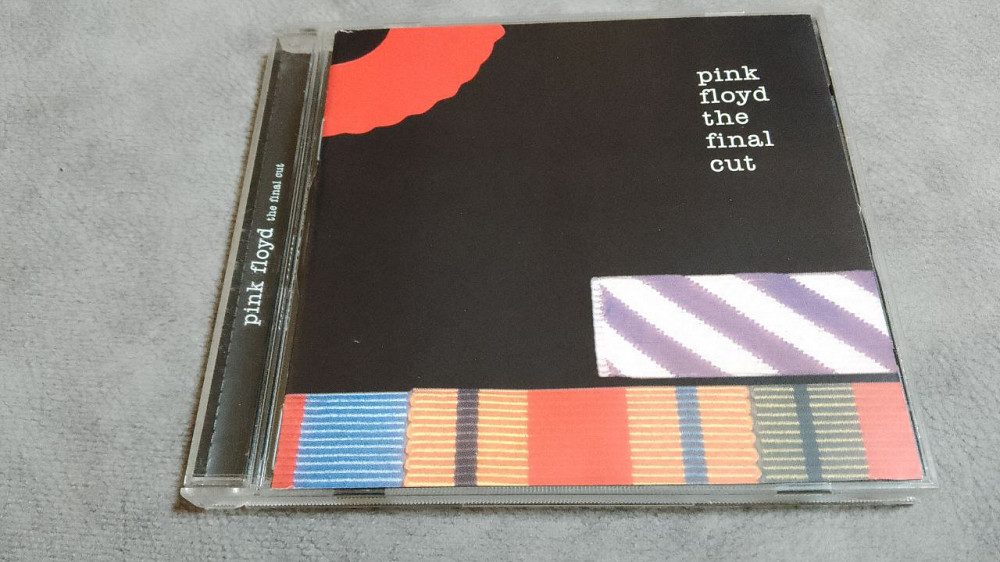 pink
floyd
the
final
cut
pink floyd the final cut